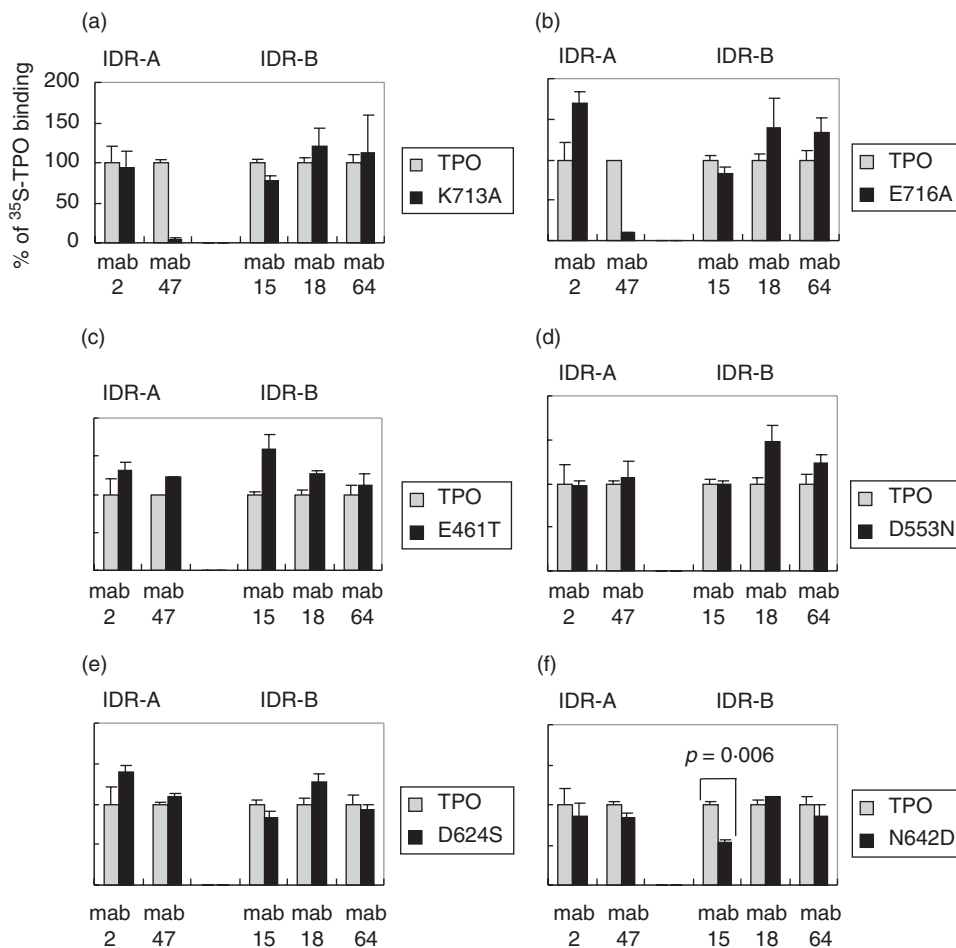 (a)
IDR-A IDR-B
% of ³⁵S-TPO binding
200
150
100
50
0
mab mab mab mab mab
2 47 15 18 64
TPO
K713A
(b)
IDR-A IDR-B
mab mab mab mab mab
2 47 15 18 64
TPO
E716A
(c)
IDR-A IDR-B
mab mab mab mab mab
2 47 15 18 64
TPO
E461T
(d)
IDR-A IDR-B
mab mab mab mab mab
2 47 15 18 64
TPO
D553N
(e)
IDR-A IDR-B
mab mab mab mab mab
2 47 15 18 64
TPO
D624S
(f)
IDR-A IDR-B
p = 0·006
mab mab mab mab mab
2 47 15 18 64
TPO
N642D